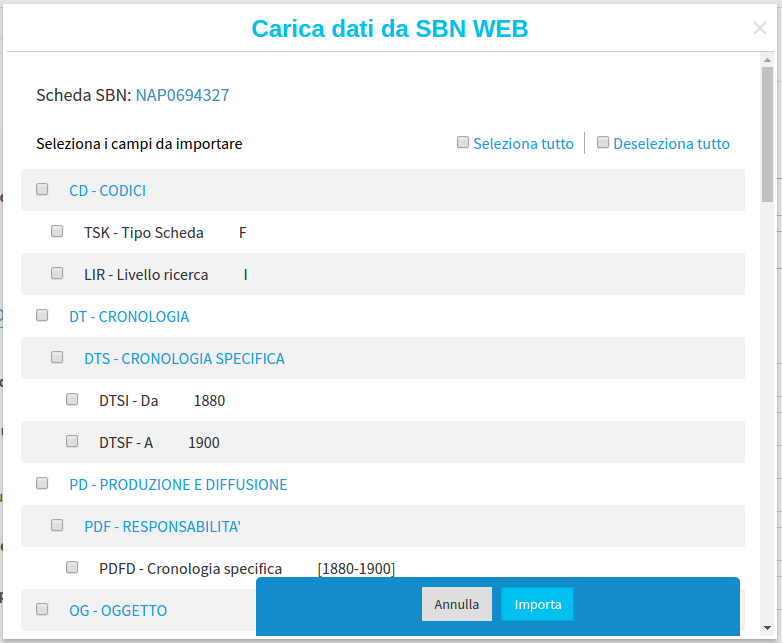 Carica dati da SBN WEB
Scheda SBN: NAP0694327
Seleziona i campi da importare
Seleziona tutto
Deseleziona tutto
CD - CODICI
TSK - Tipo Scheda F
LIR - Livello ricerca I
DT - CRONOLOGIA
DTS - CRONOLOGIA SPECIFICA
DTSI - Da 1880
DTSF - A 1900
PD - PRODUZIONE E DIFFUSIONE
PDF - RESPONSABILITA'
PDFD - Cronologia specifica [1880-1900]
OG - OGGETTO
Annulla
Importa